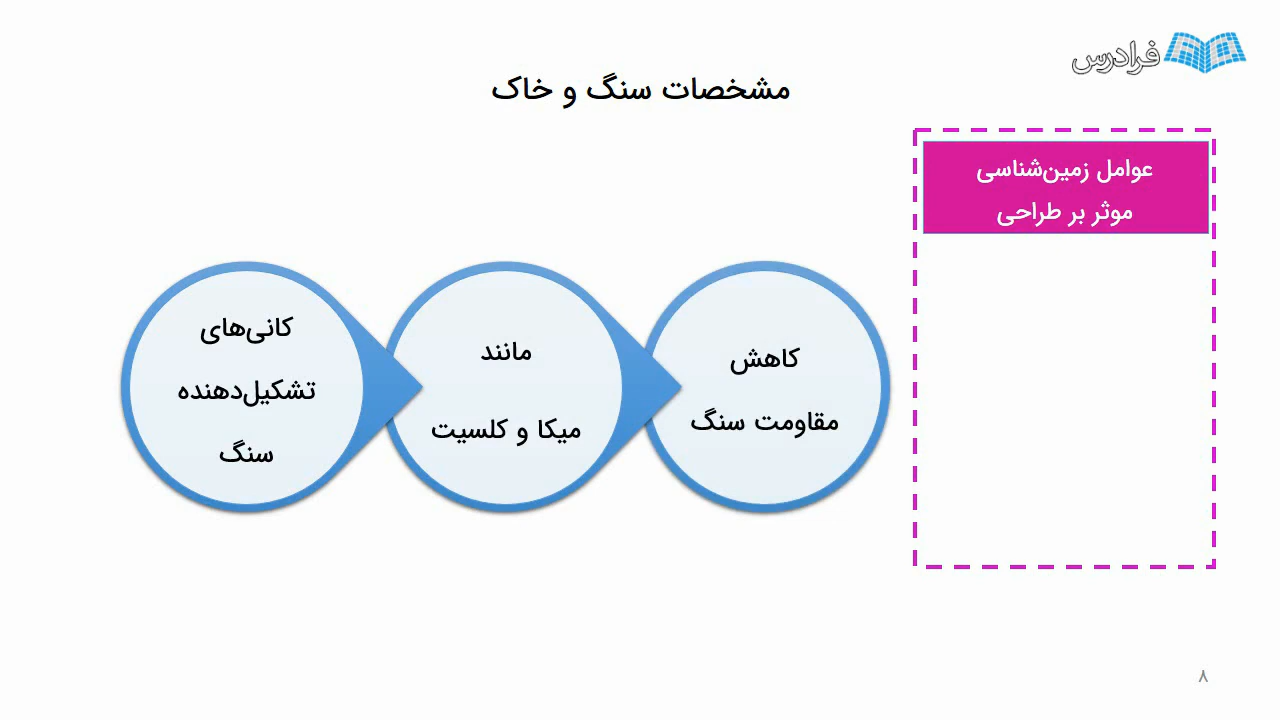 فرادرس
مشخصات سنگ و خاک
عوامل زمین‌شناسی
موثر بر طراحی
کانی‌های
تشکیل‌دهنده
سنگ
مانند
میکا و کلسیت
کاهش
مقاومت سنگ
۸